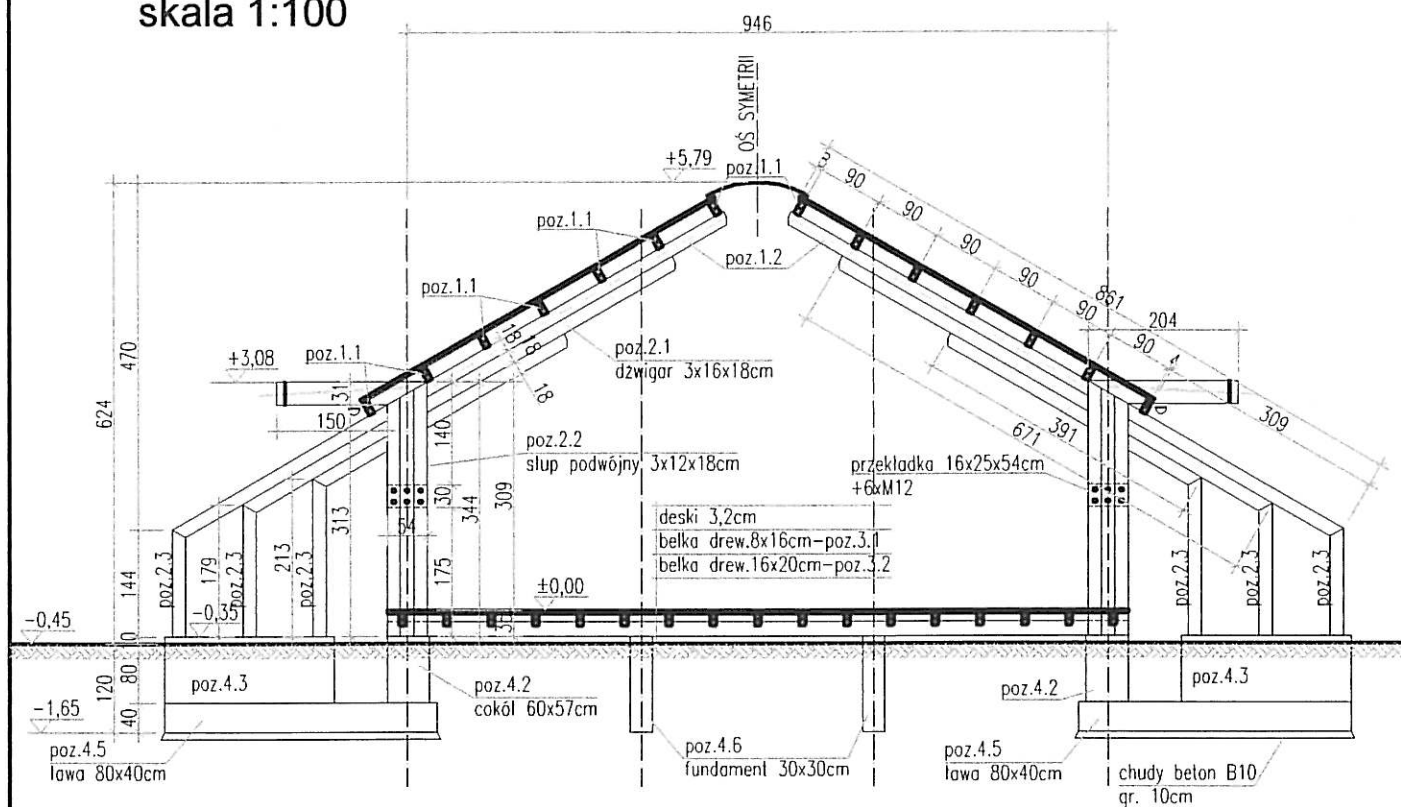 skala 1:100
946
OŚ SYMETRII
+5,79
poz.1.1
3
90
90
90
90
90
90
4
861
204
309
poz.1.1
poz.1.2
poz.1.1
18
18
18
poz.2.1
dźwigar 3x16x18cm
+3,08
poz.1.1
31
150
140
470
624
391
671
poz.2.2
słup podwójny 3x12x18cm
przekładka 16x25x54cm
+6xM12
30
344
309
313
54
deski 3,2cm
belka drew.8x16cm-poz.3.1
belka drew.16x20cm-poz.3.2
144
poz.2.3
179
poz.2.3
213
poz.2.3
175
±0,00
poz.2.3
poz.2.3
poz.2.3
-0,45
-0,35
10
120
80
40
poz.4.3
poz.4.2
cokół 60x57cm
poz.4.2
poz.4.3
-1,65
poz.4.5
ława 80x40cm
poz.4.6
fundament 30x30cm
poz.4.5
ława 80x40cm
chudy beton B10
gr. 10cm